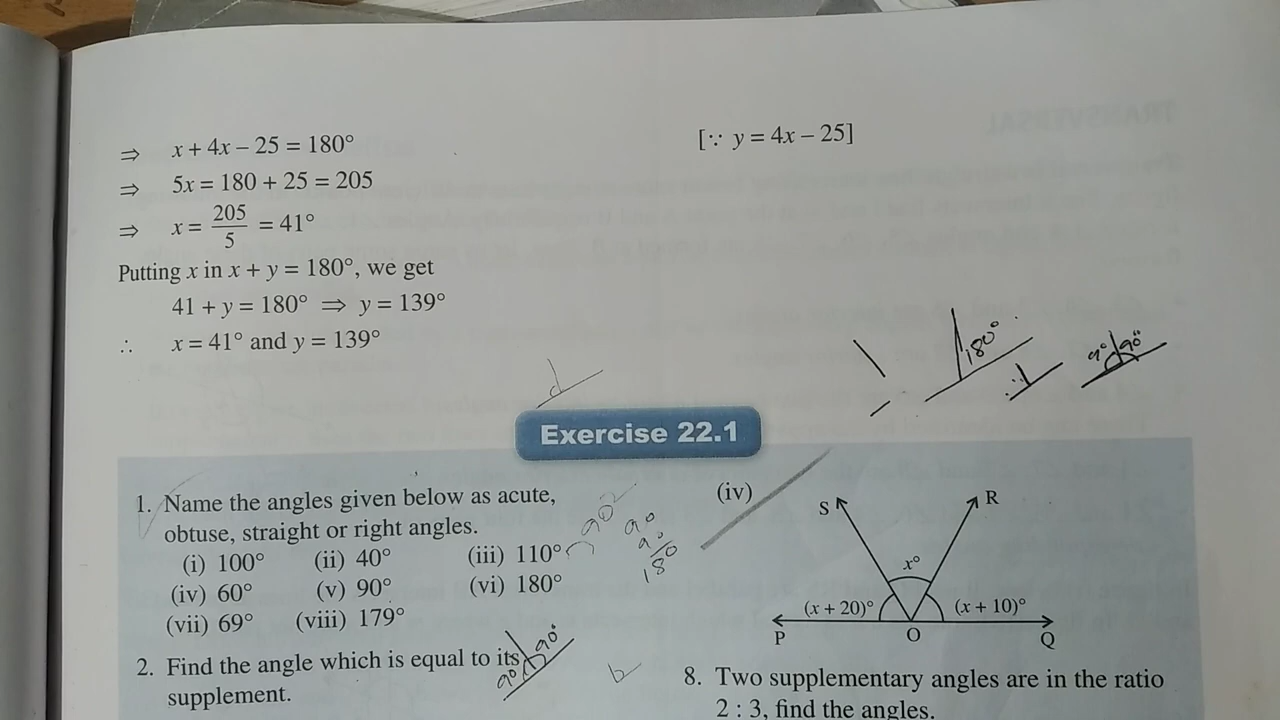 ⇒ x + 4x – 25 = 180° [∵ y = 4x – 25]
⇒ 5x = 180 + 25 = 205
⇒ x = 205/5 = 41°
Putting x in x + y = 180°, we get
41 + y = 180° ⇒ y = 139°
∴ x = 41° and y = 139°
180°
9° 90°
d
Exercise 22.1
1. Name the angles given below as acute,
obtuse, straight or right angles.
(i) 100° (ii) 40° (iii) 110°
(iv) 60° (v) 90° (vi) 180°
(vii) 69° (viii) 179°
90°
90
90
180
2. Find the angle which is equal to its
supplement.
90° 90°
b
(iv)
S R
x°
(x + 20)° (x + 10)°
P O Q
8. Two supplementary angles are in the ratio
2 : 3, find the angles.